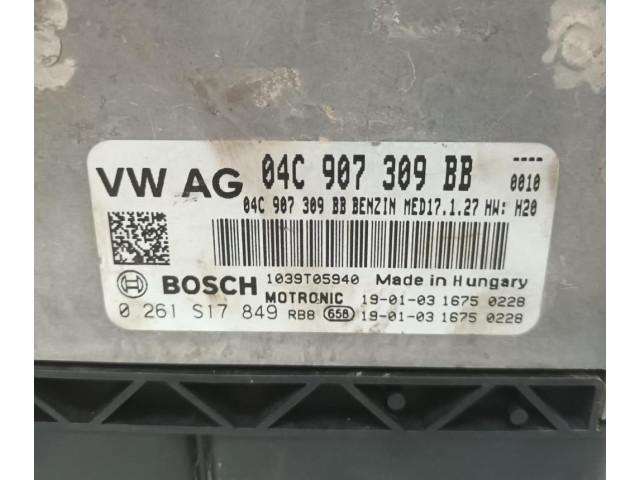 VW AG 04C 907 309 BB ----
0010
04C 907 309 BB BENZIN MED17.1.27 HW: H20
BOSCH 1039T05940 Made in Hungary
MOTRONIC 19-01-03 1675 0228
0 261 S17 849 RBB 658 19-01-03 1675 0228